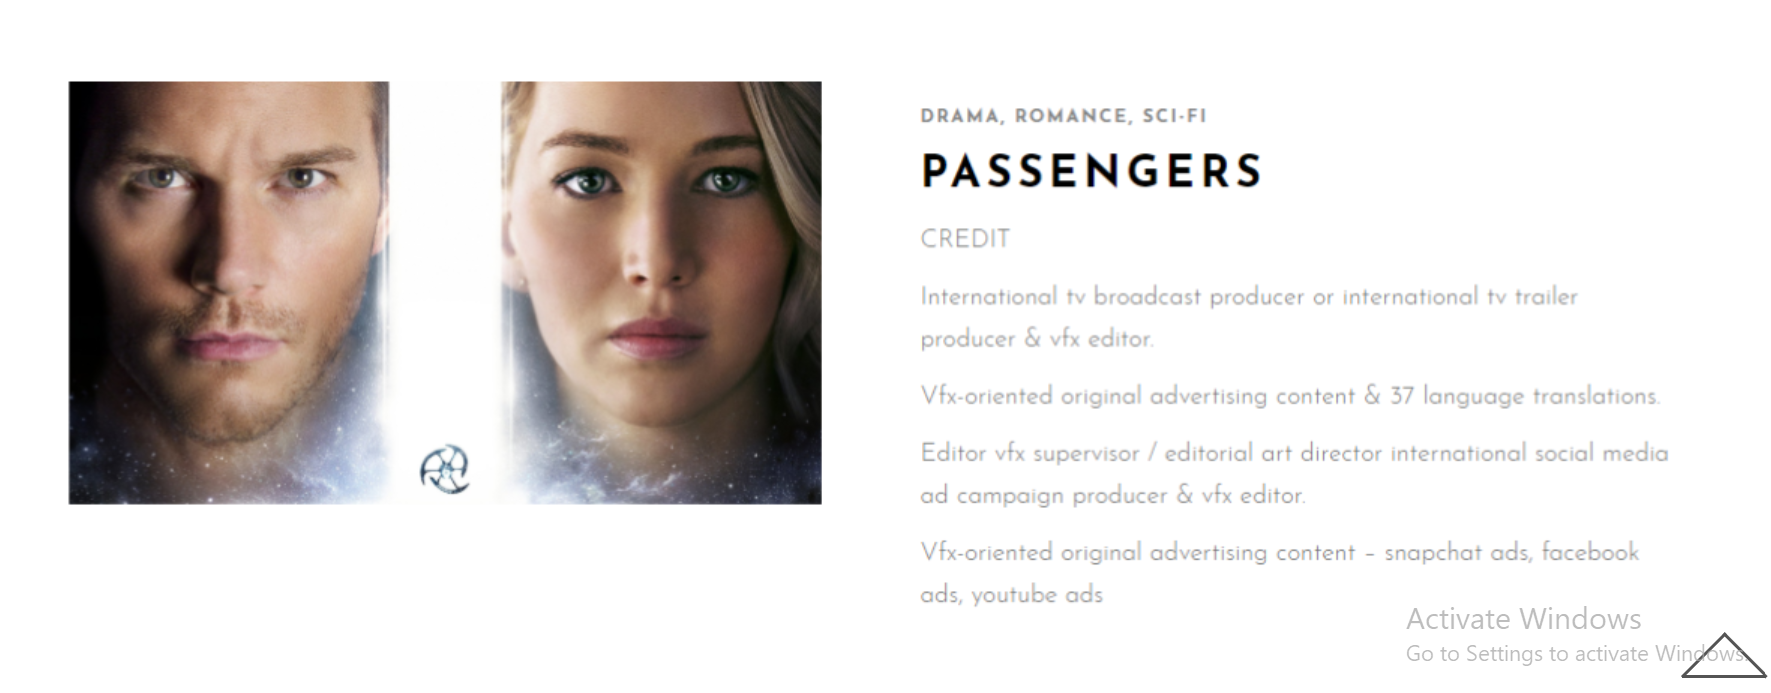 DRAMA, ROMANCE, SCI-FI
PASSENGERS
CREDIT
International tv broadcast producer or international tv trailer
producer & vfx editor.
Vfx-oriented original advertising content & 37 language translations.
Editor vfx supervisor / editorial art director international social media
ad campaign producer & vfx editor.
Vfx-oriented original advertising content – snapchat ads, facebook
ads, youtube ads
Activate Windows
Go to Settings to activate Windows.